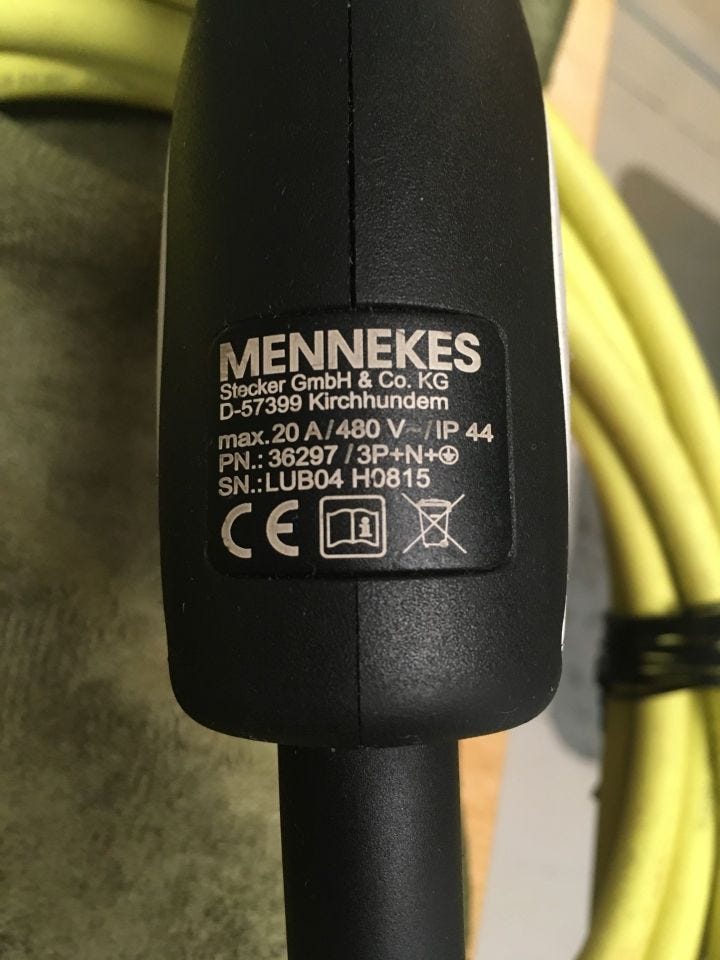 MENNEKES
Stecker GmbH & Co. KG
D-57399 Kirchhundem
max. 20 A / 480 V ~ / IP 44
PN.: 36297 / 3P+N+⏚
SN.: LUB04 H0815
CE
i